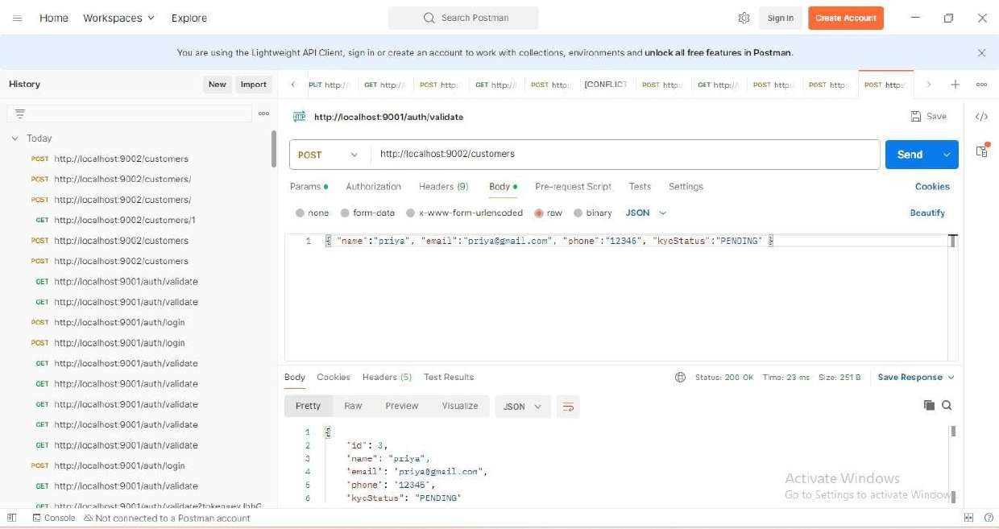 Home Workspaces Explore Search Postman Sign In Create Account
You are using the Lightweight API Client, sign in or create an account to work with collections, environments and unlock all free features in Postman.
History New Import
PUT http:// GET http:// POST http: GET http:// POST http: [CONFLICT POST http: GET http:// POST http: POST http: POST http:
http://localhost:9001/auth/validate Save
Today
POST http://localhost:9002/customers
POST http://localhost:9002/customers/
POST http://localhost:9002/customers/
GET http://localhost:9002/customers/1
POST http://localhost:9002/customers
POST http://localhost:9002/customers
GET http://localhost:9001/auth/validate
GET http://localhost:9001/auth/validate
POST http://localhost:9001/auth/login
POST http://localhost:9001/auth/login
GET http://localhost:9001/auth/validate
GET http://localhost:9001/auth/validate
GET http://localhost:9001/auth/validate
GET http://localhost:9001/auth/validate
GET http://localhost:9001/auth/validate
POST http://localhost:9001/auth/login
GET http://localhost:9001/auth/validate
POST http://localhost:9002/customers Send
Params Authorization Headers (9) Body Pre-request Script Tests Settings Cookies
none form-data x-www-form-urlencoded raw binary JSON Beautify
1 { "name":"priya", "email":"priya@gmail.com", "phone":"12345", "kycStatus":"PENDING" }
Body Cookies Headers (5) Test Results Status: 200 OK Time: 23 ms Size: 251 B Save Response
Pretty Raw Preview Visualize JSON
1 {
2 "id": 3,
3 "name": "priya",
4 "email": "priya@gmail.com",
5 "phone": "12345",
6 "kycStatus": "PENDING"
Activate Windows
Go to Settings to activate Window
Console Not connected to a Postman account